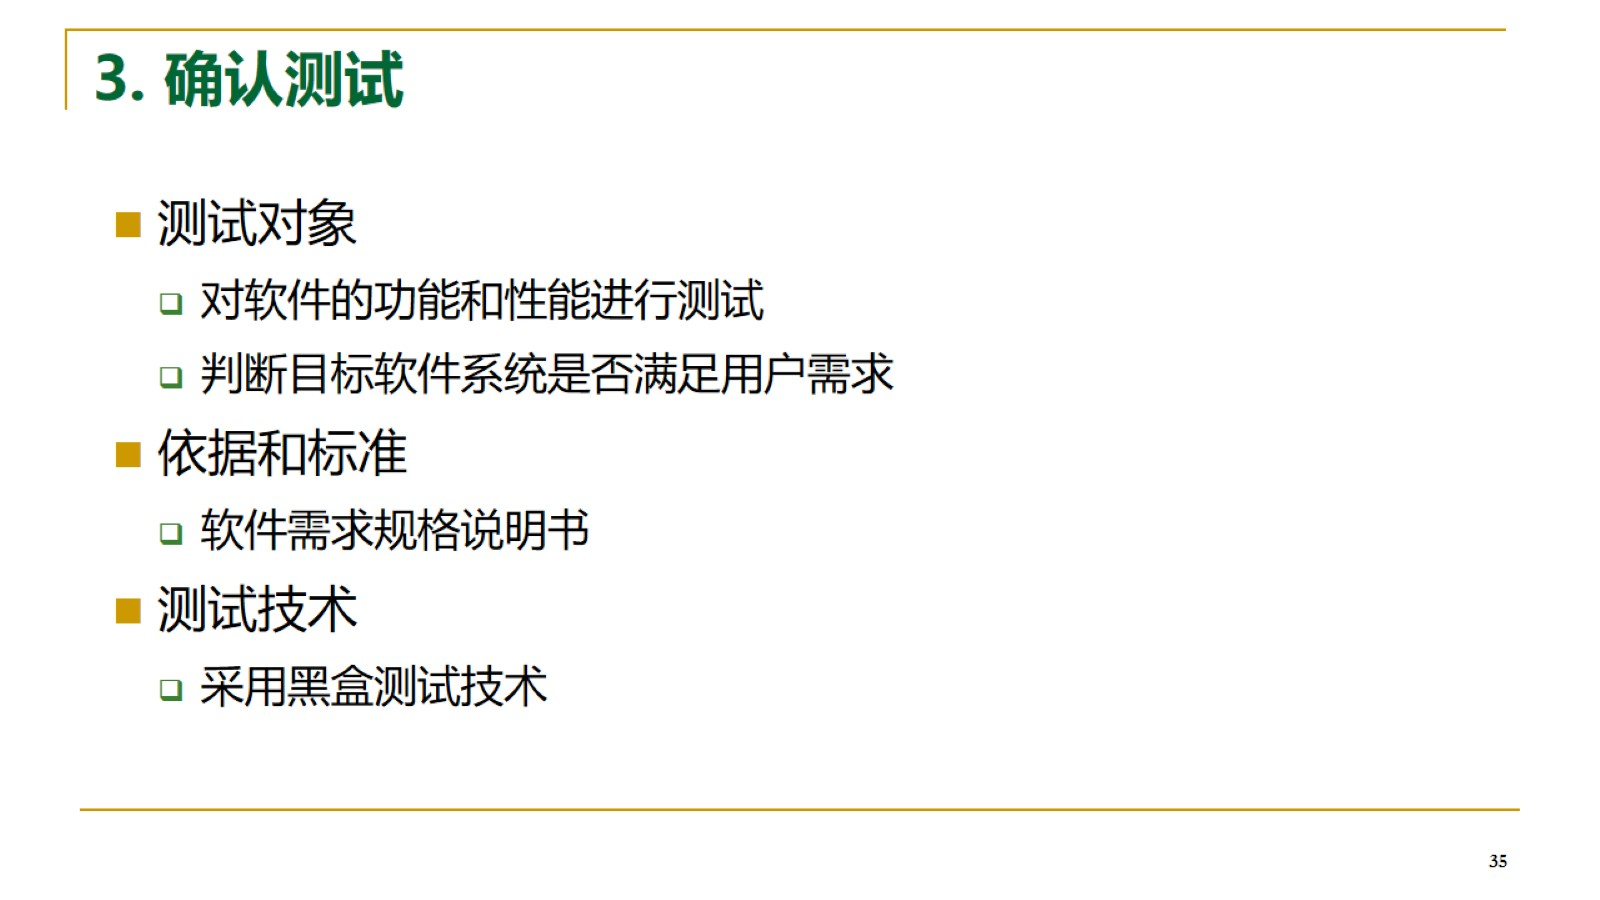 3. 确认测试
测试对象
对软件的功能和性能进行测试
判断目标软件系统是否满足用户需求
依据和标准
软件需求规格说明书
测试技术
采用黑盒测试技术
35